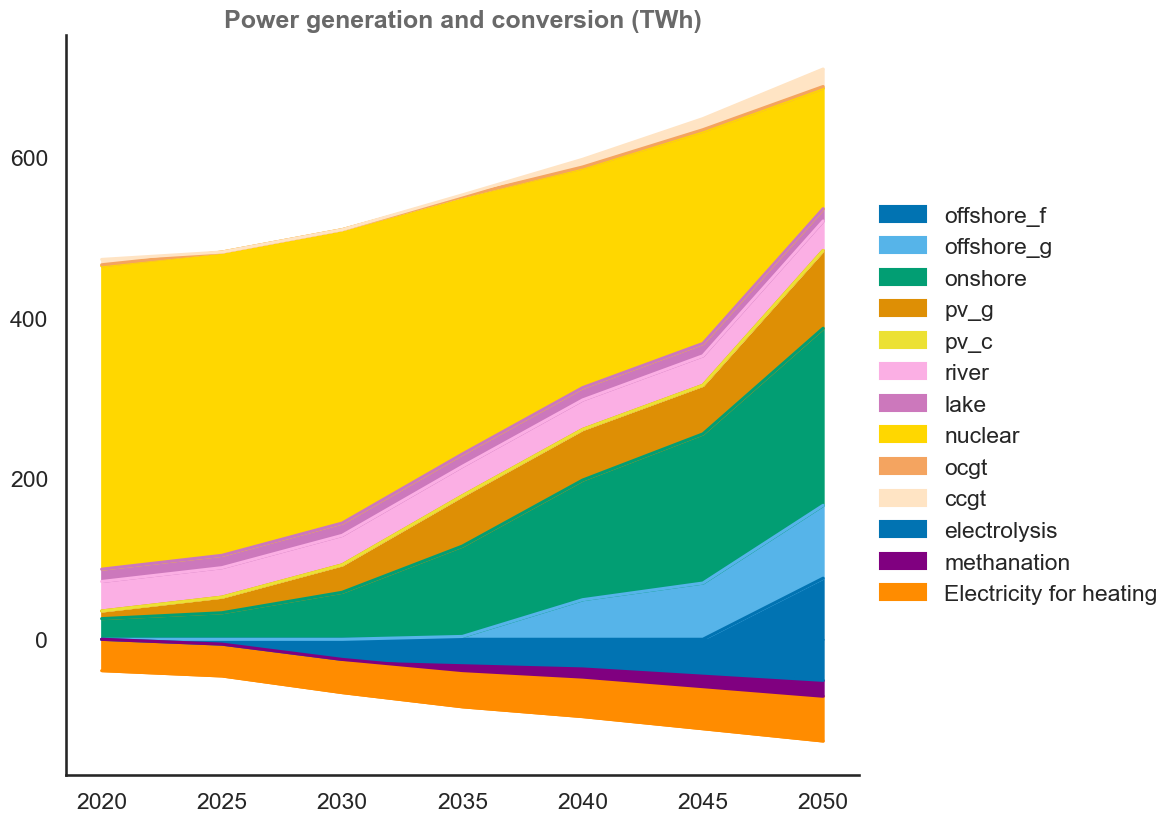 Power generation and conversion (TWh)
600
400
200
0
2020 2025 2030 2035 2040 2045 2050
offshore_f
offshore_g
onshore
pv_g
pv_c
river
lake
nuclear
ocgt
ccgt
electrolysis
methanation
Electricity for heating